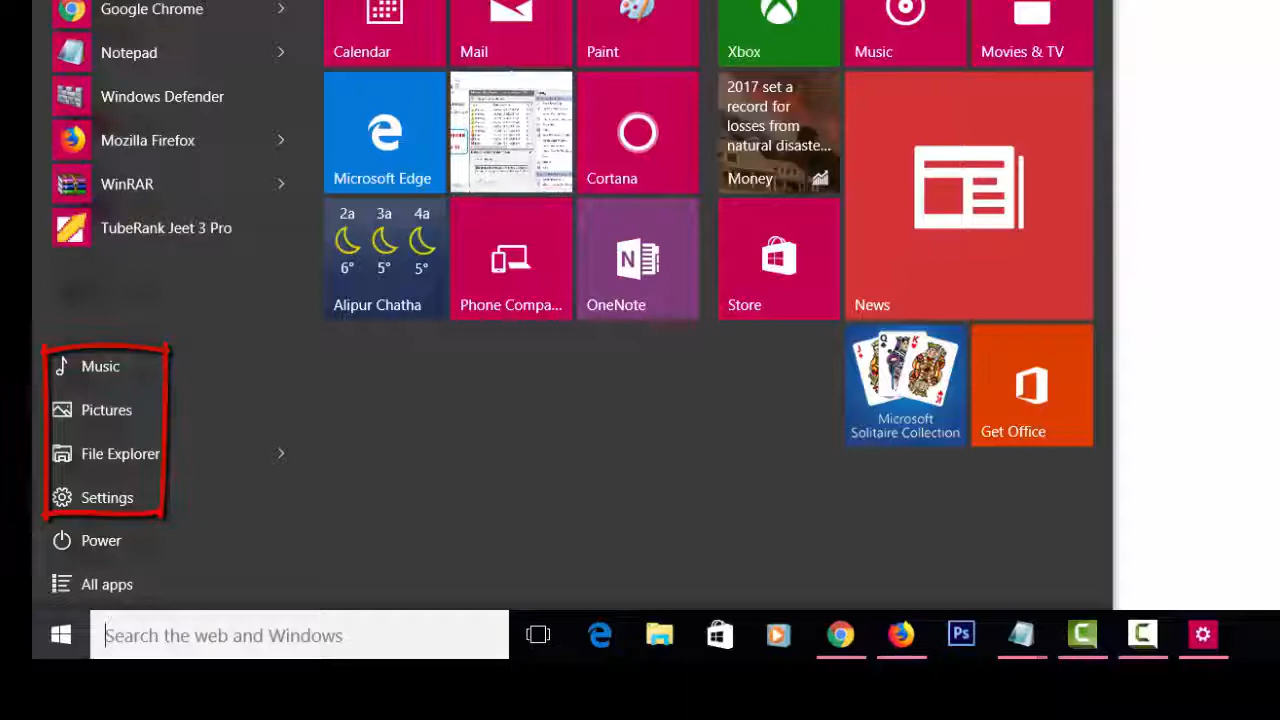 Google Chrome
Notepad
Windows Defender
Mozilla Firefox
WinRAR
TubeRank Jeet 3 Pro
Music
Pictures
File Explorer
Settings
Power
All apps
Calendar
Mail
Paint
Microsoft Edge
Cortana
2a 3a 4a
6° 5° 5°
Alipur Chatha
Phone Compa...
OneNote
Xbox
Music
Movies & TV
2017 set a
record for
losses from
natural disaste...
Money
Store
News
Microsoft
Solitaire Collection
Get Office
Search the web and Windows
Ps